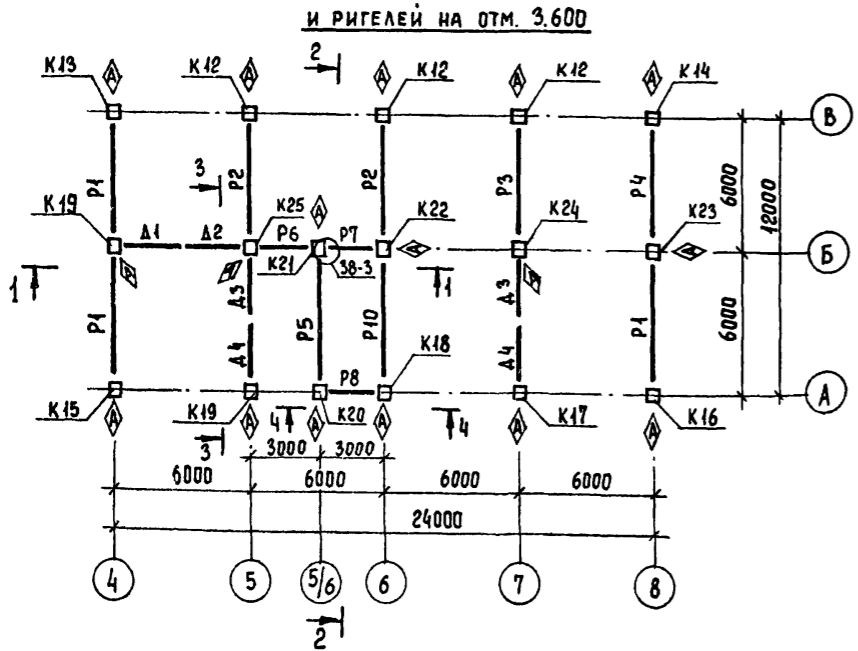 И РИГЕЛЕЙ НА ОТМ. 3.600
2
К13 А К12 А А К12 А К12 А К14
В
Р1 3 Р2 Р2 Р3 Р4 6000 12000
К19 Д1 Д2 К25 Р6 А Р7 К22 А К24 К23 А
Б
А А К21 38-3 А
1 1
Р1 Д3 Д4 Р5 Р10 Д3 Д4 Р1 6000
Р8 К18
А
К15 А К19 А 4 А К20 А 4 А К17 А К16
3 3000 3000
6000 6000 6000 6000
24000
4 5 5/6 6 7 8
2